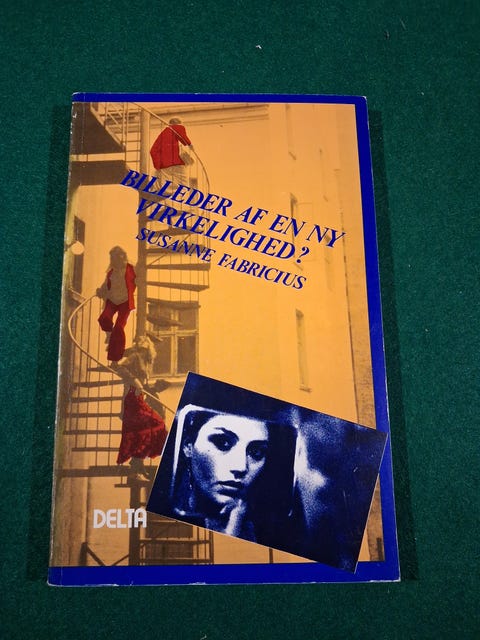 BILLEDER AF EN NY
VIRKELIGHED?
SUSANNE FABRICIUS
DELTA